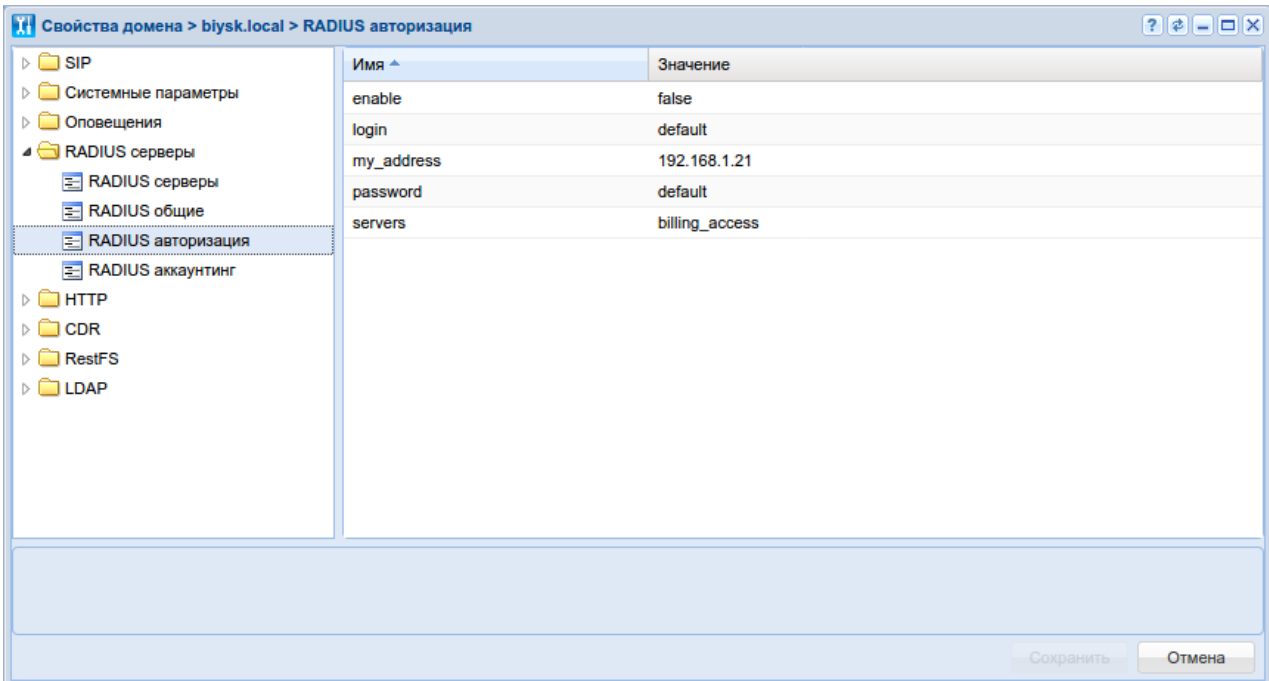 Свойства домена > biysk.local > RADIUS авторизация
SIP
Системные параметры
Оповещения
RADIUS серверы
RADIUS серверы
RADIUS общие
RADIUS авторизация
RADIUS аккаунтинг
HTTP
CDR
RestFS
LDAP
Имя Значение
enable false
login default
my_address 192.168.1.21
password default
servers billing_access
Сохранить Отмена